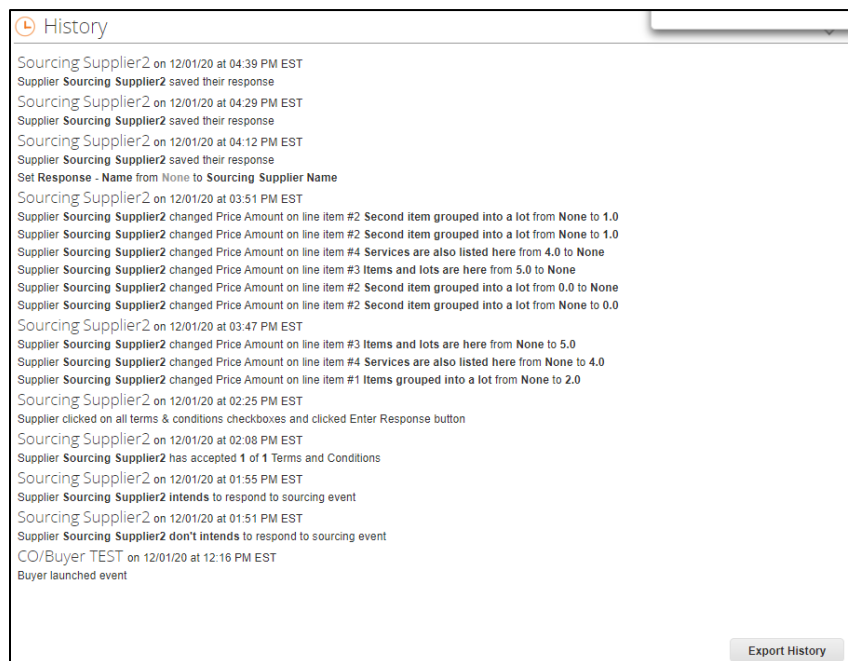 History
Sourcing Supplier2 on 12/01/20 at 04:39 PM EST
Supplier Sourcing Supplier2 saved their response
Sourcing Supplier2 on 12/01/20 at 04:29 PM EST
Supplier Sourcing Supplier2 saved their response
Sourcing Supplier2 on 12/01/20 at 04:12 PM EST
Supplier Sourcing Supplier2 saved their response
Set Response - Name from None to Sourcing Supplier Name
Sourcing Supplier2 on 12/01/20 at 03:51 PM EST
Supplier Sourcing Supplier2 changed Price Amount on line item #2 Second item grouped into a lot from None to 1.0
Supplier Sourcing Supplier2 changed Price Amount on line item #2 Second item grouped into a lot from None to 1.0
Supplier Sourcing Supplier2 changed Price Amount on line item #4 Services are also listed here from 4.0 to None
Supplier Sourcing Supplier2 changed Price Amount on line item #3 Items and lots are here from 5.0 to None
Supplier Sourcing Supplier2 changed Price Amount on line item #2 Second item grouped into a lot from 0.0 to None
Supplier Sourcing Supplier2 changed Price Amount on line item #2 Second item grouped into a lot from None to 0.0
Sourcing Supplier2 on 12/01/20 at 03:47 PM EST
Supplier Sourcing Supplier2 changed Price Amount on line item #3 Items and lots are here from None to 5.0
Supplier Sourcing Supplier2 changed Price Amount on line item #4 Services are also listed here from None to 4.0
Supplier Sourcing Supplier2 changed Price Amount on line item #1 Items grouped into a lot from None to 2.0
Sourcing Supplier2 on 12/01/20 at 02:25 PM EST
Supplier clicked on all terms & conditions checkboxes and clicked Enter Response button
Sourcing Supplier2 on 12/01/20 at 02:08 PM EST
Supplier Sourcing Supplier2 has accepted 1 of 1 Terms and Conditions
Sourcing Supplier2 on 12/01/20 at 01:55 PM EST
Supplier Sourcing Supplier2 intends to respond to sourcing event
Sourcing Supplier2 on 12/01/20 at 01:51 PM EST
Supplier Sourcing Supplier2 don't intends to respond to sourcing event
CO/Buyer TEST on 12/01/20 at 12:16 PM EST
Buyer launched event
Export History